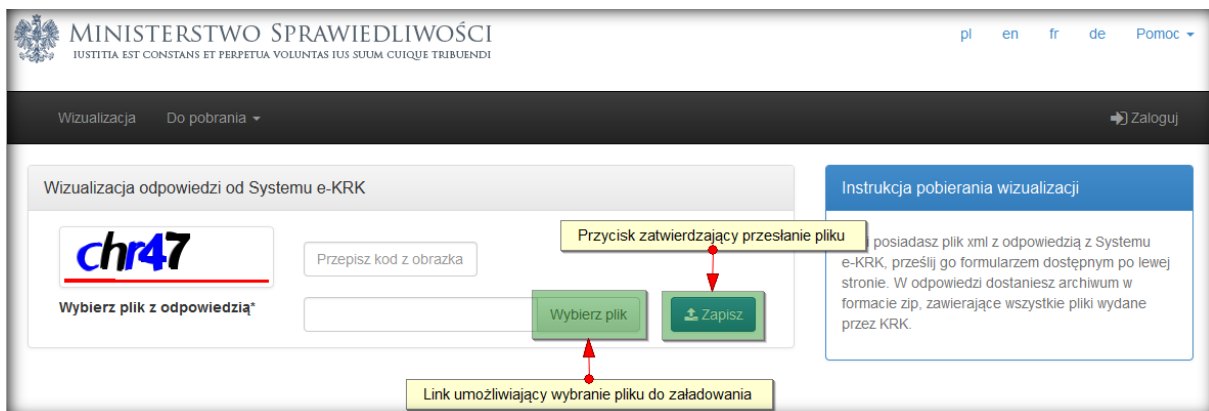 MINISTERSTWO SPRAWIEDLIWOŚCI
IUSTITIA EST CONSTANS ET PERPETUA VOLUNTAS IUS SUUM CUIQUE TRIBUENDI
pl en fr de Pomoc
Wizualizacja Do pobrania Zaloguj
Wizualizacja odpowiedzi od Systemu e-KRK
chr47
Przepisz kod z obrazka
Przycisk zatwierdzający przesłanie pliku
Wybierz plik z odpowiedzią*
Wybierz plik Zapisz
Link umożliwiający wybranie pliku do załadowania
Instrukcja pobierania wizualizacji
posiadasz plik xml z odpowiedzią z Systemu
e-KRK, prześlij go formularzem dostępnym po lewej
stronie. W odpowiedzi dostaniesz archiwum w
formacie zip, zawierające wszystkie pliki wydane
przez KRK.